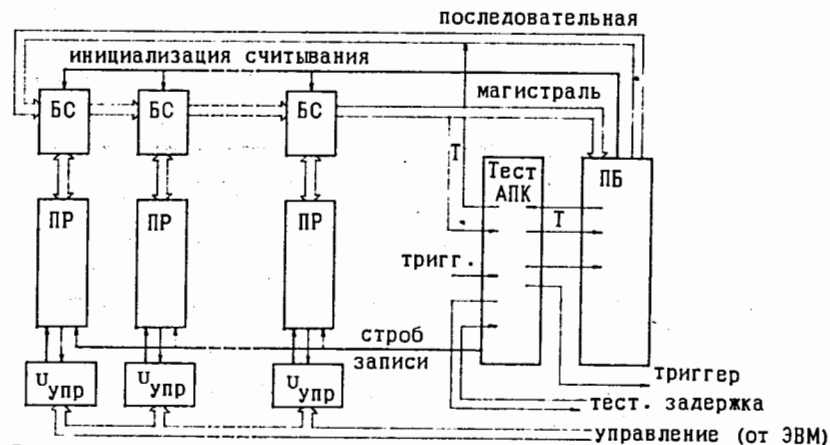 последовательная
инициализация считывания
магистраль
БС
БС
БС
Т
Тест
АПК
ПБ
ПР
ПР
ПР
Т
тригг.
строб
записи
Uупр
Uупр
Uупр
триггер
тест. задержка
управление (от ЭВМ)